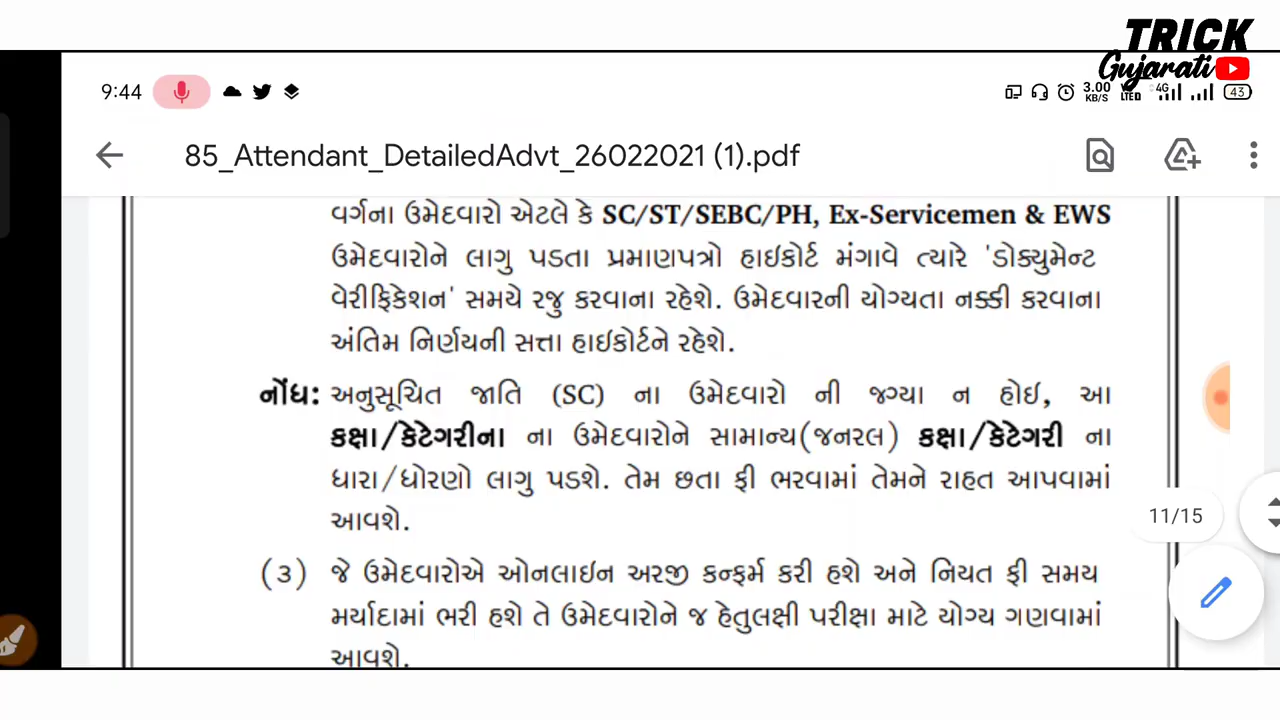 TRICK
Gujarati
9:44 3.00 KB/S 4G 43
85_Attendant_DetailedAdvt_26022021 (1).pdf
વર્ગના ઉમેદવારો એટલે કે SC/ST/SEBC/PH, Ex-Servicemen & EWS
ઉમેદવારોને લાગુ પડતા પ્રમાણપત્રો હાઈકોર્ટ મંગાવે ત્યારે 'ડોક્યુમેન્ટ
વેરીફિકેશન' સમયે રજુ કરવાના રહેશે. ઉમેદવારની યોગ્યતા નક્કી કરવાના
અંતિમ નિર્ણયની સત્તા હાઈકોર્ટને રહેશે.
નોંધ: અનુસૂચિત જાતિ (SC) ના ઉમેદવારો ની જગ્યા ન હોઈ, આ
કક્ષા/કેટેગરીના ના ઉમેદવારોને સામાન્ય(જનરલ) કક્ષા/કેટેગરી ના
ધારા/ધોરણો લાગુ પડશે. તેમ છતા ફી ભરવામાં તેમને રાહત આપવામાં
આવશે.
11/15
(૩) જે ઉમેદવારોએ ઓનલાઈન અરજી કન્ફર્મ કરી હશે અને નિયત ફી સમય
મર્યાદામાં ભરી હશે તે ઉમેદવારોને જ હેતુલક્ષી પરીક્ષા માટે યોગ્ય ગણવામાં
આવશે.